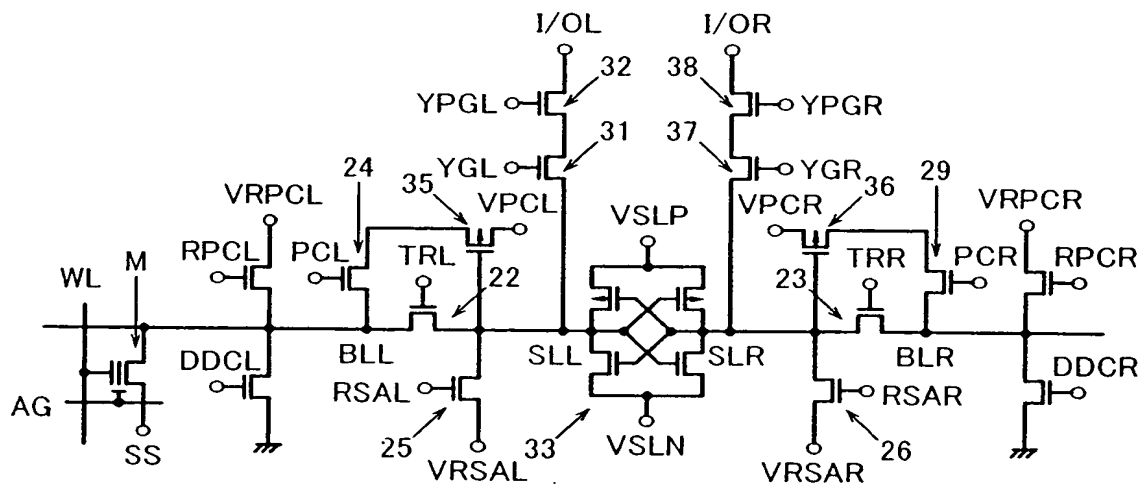 I/OL I/OR
32 38
YPGL YPGR
31 37
YGL YGR
24 35 36 29
VRPCL VPCL VSLP VPCR VRPCR
RPCL PCL TRL TRR PCR RPCR
WL M 22 23
BLL SLL SLR BLR
DDCL DDCR
RSAL RSAR
AG
SS 25 33 VSLN 26
VRSAL VRSAR